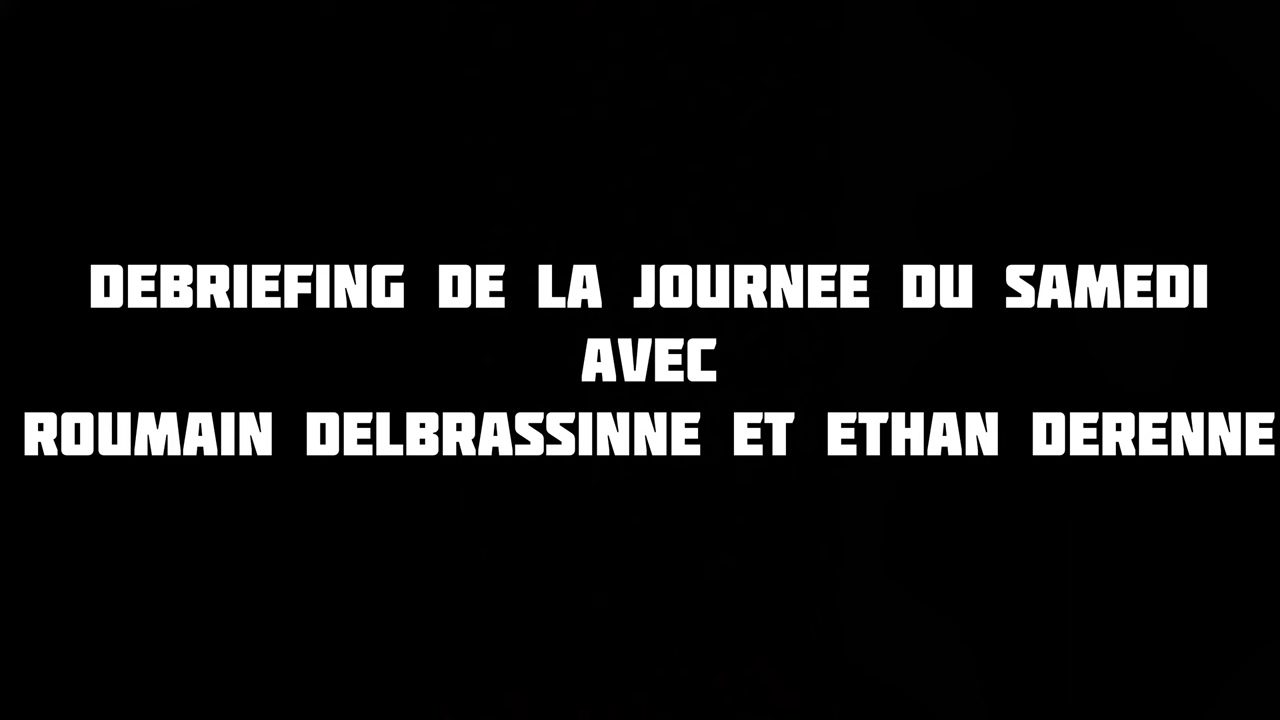 DEBRIEFING DE LA JOURNEE DU SAMEDI
AVEC
ROUMAIN DELBRASSINNE ET ETHAN DERENNE